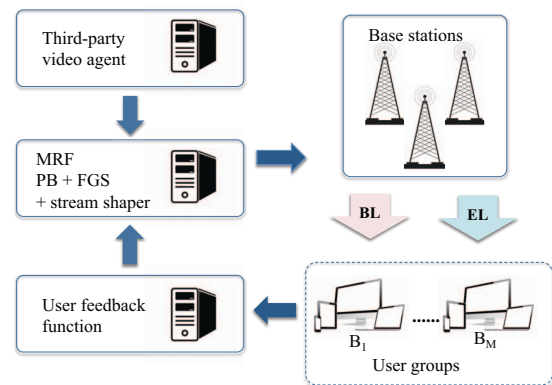 Third-party
video agent
Base stations
MRF
PB + FGS
+ stream shaper
BL
EL
User feedback
function
B1
......
BM
User groups